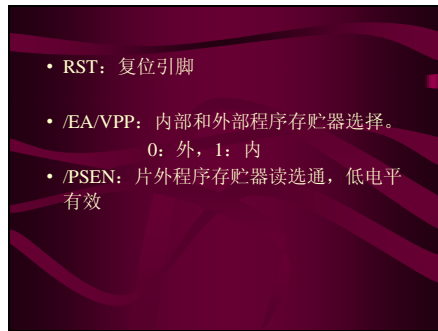 • RST：复位引脚
• /EA/VPP：内部和外部程序存贮器选择。
0：外，1：内
• /PSEN：片外程序存贮器读选通，低电平
有效